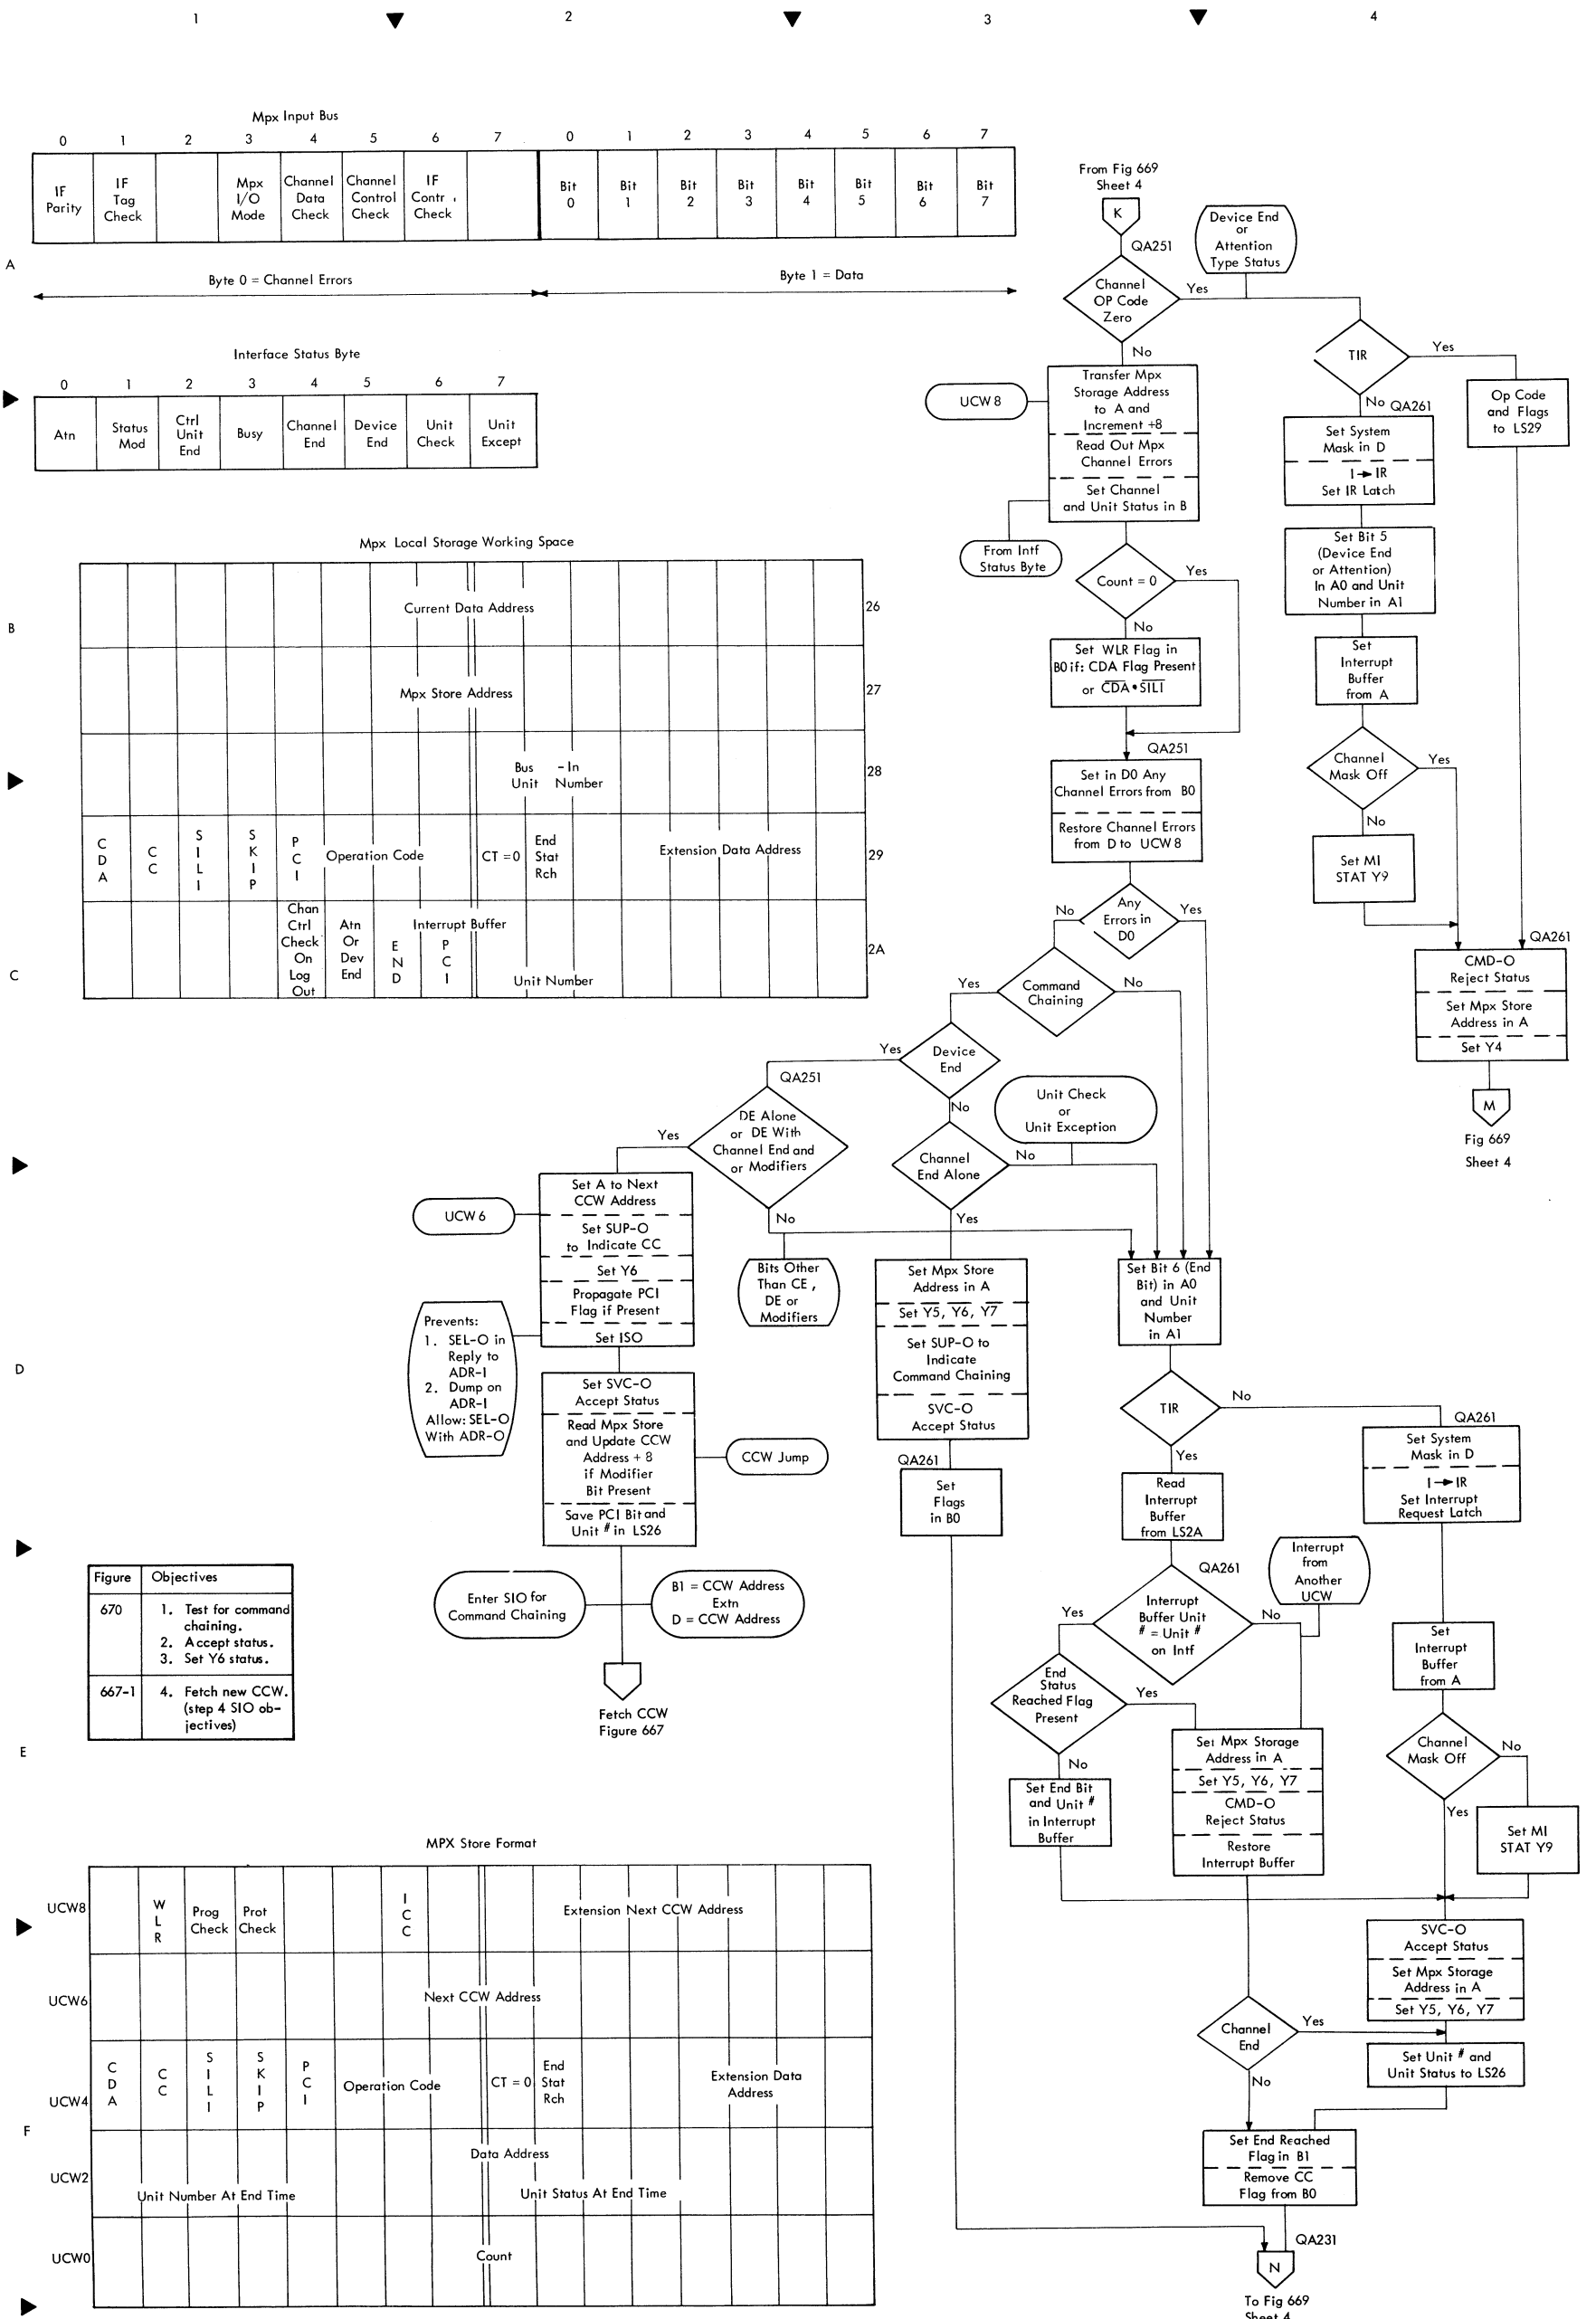 1 2 3 4
Mpx Input Bus
0 1 2 3 4 5 6 7 0 1 2 3 4 5 6 7
IF
Parity
IF
Tag
Check
Mpx
I/O
Mode
Channel
Data
Check
Channel
Control
Check
IF
Contr.
Check
Bit
0
Bit
1
Bit
2
Bit
3
Bit
4
Bit
5
Bit
6
Bit
7
A
Byte 0 = Channel Errors
Byte 1 = Data
Interface Status Byte
0 1 2 3 4 5 6 7
Atn
Status
Mod
Ctrl
Unit
End
Busy
Channel
End
Device
End
Unit
Check
Unit
Except
Mpx Local Storage Working Space
B
Current Data Address
26
Mpx Store Address
27
Bus -In
Unit Number
28
CDA
CC
SILI
SKIP
PCI
Operation Code
CT =0
End
Stat
Rch
Extension Data Address
29
C
Chan
Ctrl
Check
On
Log
Out
Atn
Or
Dev
End
END
PCI
Interrupt Buffer
Unit Number
2A
From Fig 669
Sheet 4
K
QA251
Channel
OP Code
Zero
Yes
No
Device End
or
Attention
Type Status
TIR
Yes
No
QA261
Op Code
and Flags
to LS29
UCW 8
Transfer Mpx
Storage Address
to A and
Increment +8
Read Out Mpx
Channel Errors
Set Channel
and Unit Status in B
From Intf
Status Byte
Set System
Mask in D
I → IR
Set IR Latch
Set Bit 5
(Device End
or Attention)
In A0 and Unit
Number in A1
Set
Interrupt
Buffer
from A
Channel
Mask Off
Yes
No
Set MI
STAT Y9
QA261
CMD-O
Reject Status
Set Mpx Store
Address in A
Set Y4
M
Fig 669
Sheet 4
Count = 0
Yes
No
Set WLR Flag in
B0 if: CDA Flag Present
or C̅D̅A̅ • S̅I̅L̅I̅
QA251
Set in D0 Any
Channel Errors from B0
Restore Channel Errors
from D to UCW 8
Any
Errors in
D0
No
Yes
Command
Chaining
Yes
No
Device
End
Yes
No
QA251
DE Alone
or DE With
Channel End and
or Modifiers
Yes
No
Unit Check
or
Unit Exception
Channel
End Alone
No
Yes
UCW 6
Set A to Next
CCW Address
Set SUP-O
to Indicate CC
Set Y6
Propagate PCI
Flag if Present
Set ISO
Bits Other
Than CE,
DE or
Modifiers
Set Mpx Store
Address in A
Set Y5, Y6, Y7
Set SUP-O to
Indicate
Command Chaining
SVC-O
Accept Status
Set Bit 6 (End
Bit) in A0
and Unit
Number
in A1
D
Prevents:
1. SEL-O in
Reply to
ADR-I
2. Dump on
ADR-I
Allow: SEL-O
With ADR-O
Set SVC-O
Accept Status
Read Mpx Store
and Update CCW
Address + 8
if Modifier
Bit Present
Save PCI Bit and
Unit # in LS26
CCW Jump
QA261
Set
Flags
in B0
TIR
No
Yes
Read
Interrupt
Buffer
from LS2A
QA261
Set System
Mask in D
I → IR
Set Interrupt
Request Latch
Enter SIO for
Command Chaining
B1 = CCW Address
Extn
D = CCW Address
Fetch CCW
Figure 667
QA261
Interrupt
from
Another
UCW
Interrupt
Buffer Unit
# = Unit #
on Intf
Yes
No
End
Status
Reached Flag
Present
Yes
No
Set
Interrupt
Buffer
from A
Figure Objectives
670 1. Test for command
chaining.
2. Accept status.
3. Set Y6 status.
667-1 4. Fetch new CCW.
(step 4 SIO ob-
jectives)
E
Set Mpx Storage
Address in A
Set Y5, Y6, Y7
CMD-O
Reject Status
Restore
Interrupt Buffer
Set End Bit
and Unit #
in Interrupt
Buffer
Channel
Mask Off
No
Yes
Set MI
STAT Y9
SVC-O
Accept Status
Set Mpx Storage
Address in A
Set Y5, Y6, Y7
Channel
End
Yes
No
Set Unit # and
Unit Status to LS26
Set End Reached
Flag in B1
Remove CC
Flag from B0
QA231
N
To Fig 669
Sheet 4
MPX Store Format
UCW8
WLR
Prog
Check
Prot
Check
ICC
Extension Next CCW Address
UCW6
Next CCW Address
UCW4
CDA
CC
SILI
SKIP
PCI
Operation Code
CT = 0
End
Stat
Rch
Extension Data
Address
F
UCW2
Data Address
Unit Number At End Time
Unit Status At End Time
UCW0
Count